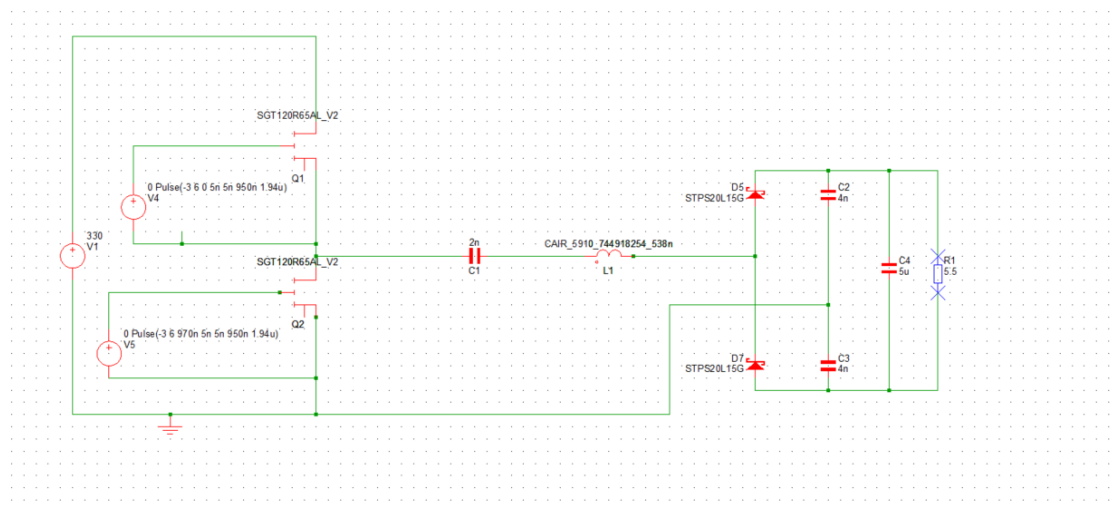 SGT120R65AL_V2
Q1
0 Pulse(-3 6 0 5n 5n 950n 1.94u)
V4
330
V1
SGT120R65AL_V2
Q2
0 Pulse(-3 6 970n 5n 5n 950n 1.94u)
V5
2n
C1
CAIR_5910_744918254_538n
L1
D5
STPS20L15G
C2
4n
C4
5u
R1
5.5
D7
STPS20L15G
C3
4n